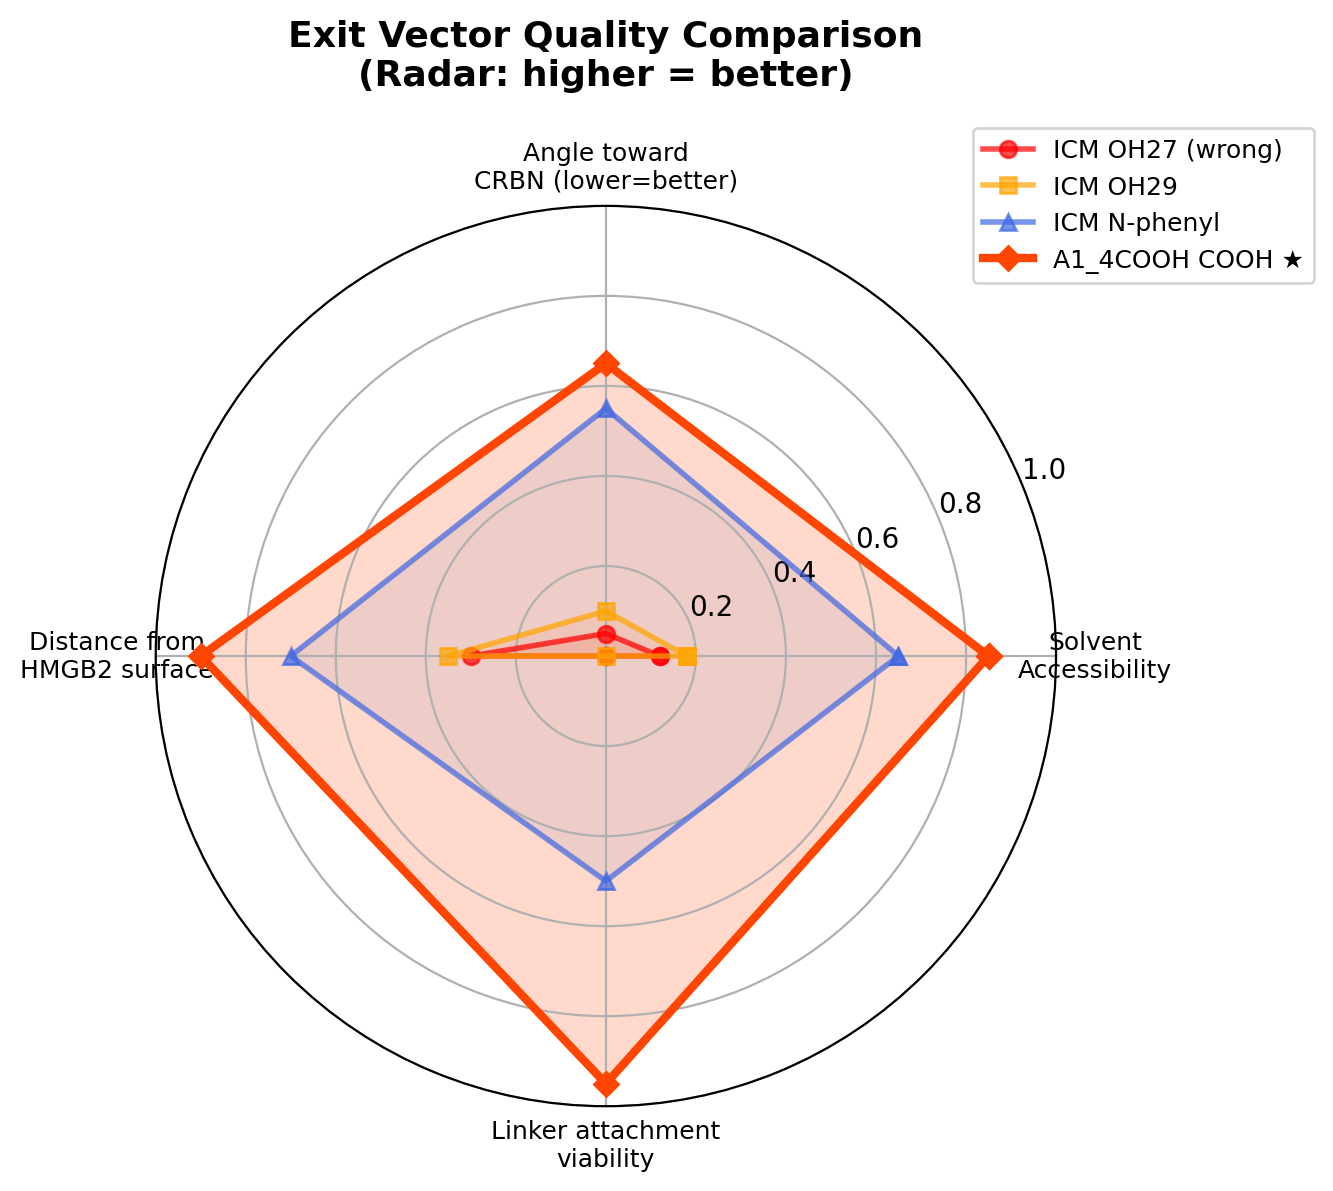 Exit Vector Quality Comparison
(Radar: higher = better)
ICM OH27 (wrong)
ICM OH29
ICM N-phenyl
A1_4COOH COOH ★
Angle toward
CRBN (lower=better)
1.0
0.8
0.6
0.4
0.2
Distance from
HMGB2 surface
Solvent
Accessibility
Linker attachment
viability